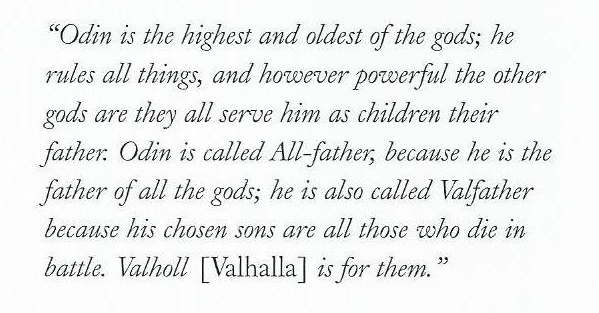 “Odin is the highest and oldest of the gods; he
rules all things, and however powerful the other
gods are they all serve him as children their
father. Odin is called All-father, because he is the
father of all the gods; he is also called Valfather
because his chosen sons are all those who die in
battle. Valholl [Valhalla] is for them.”